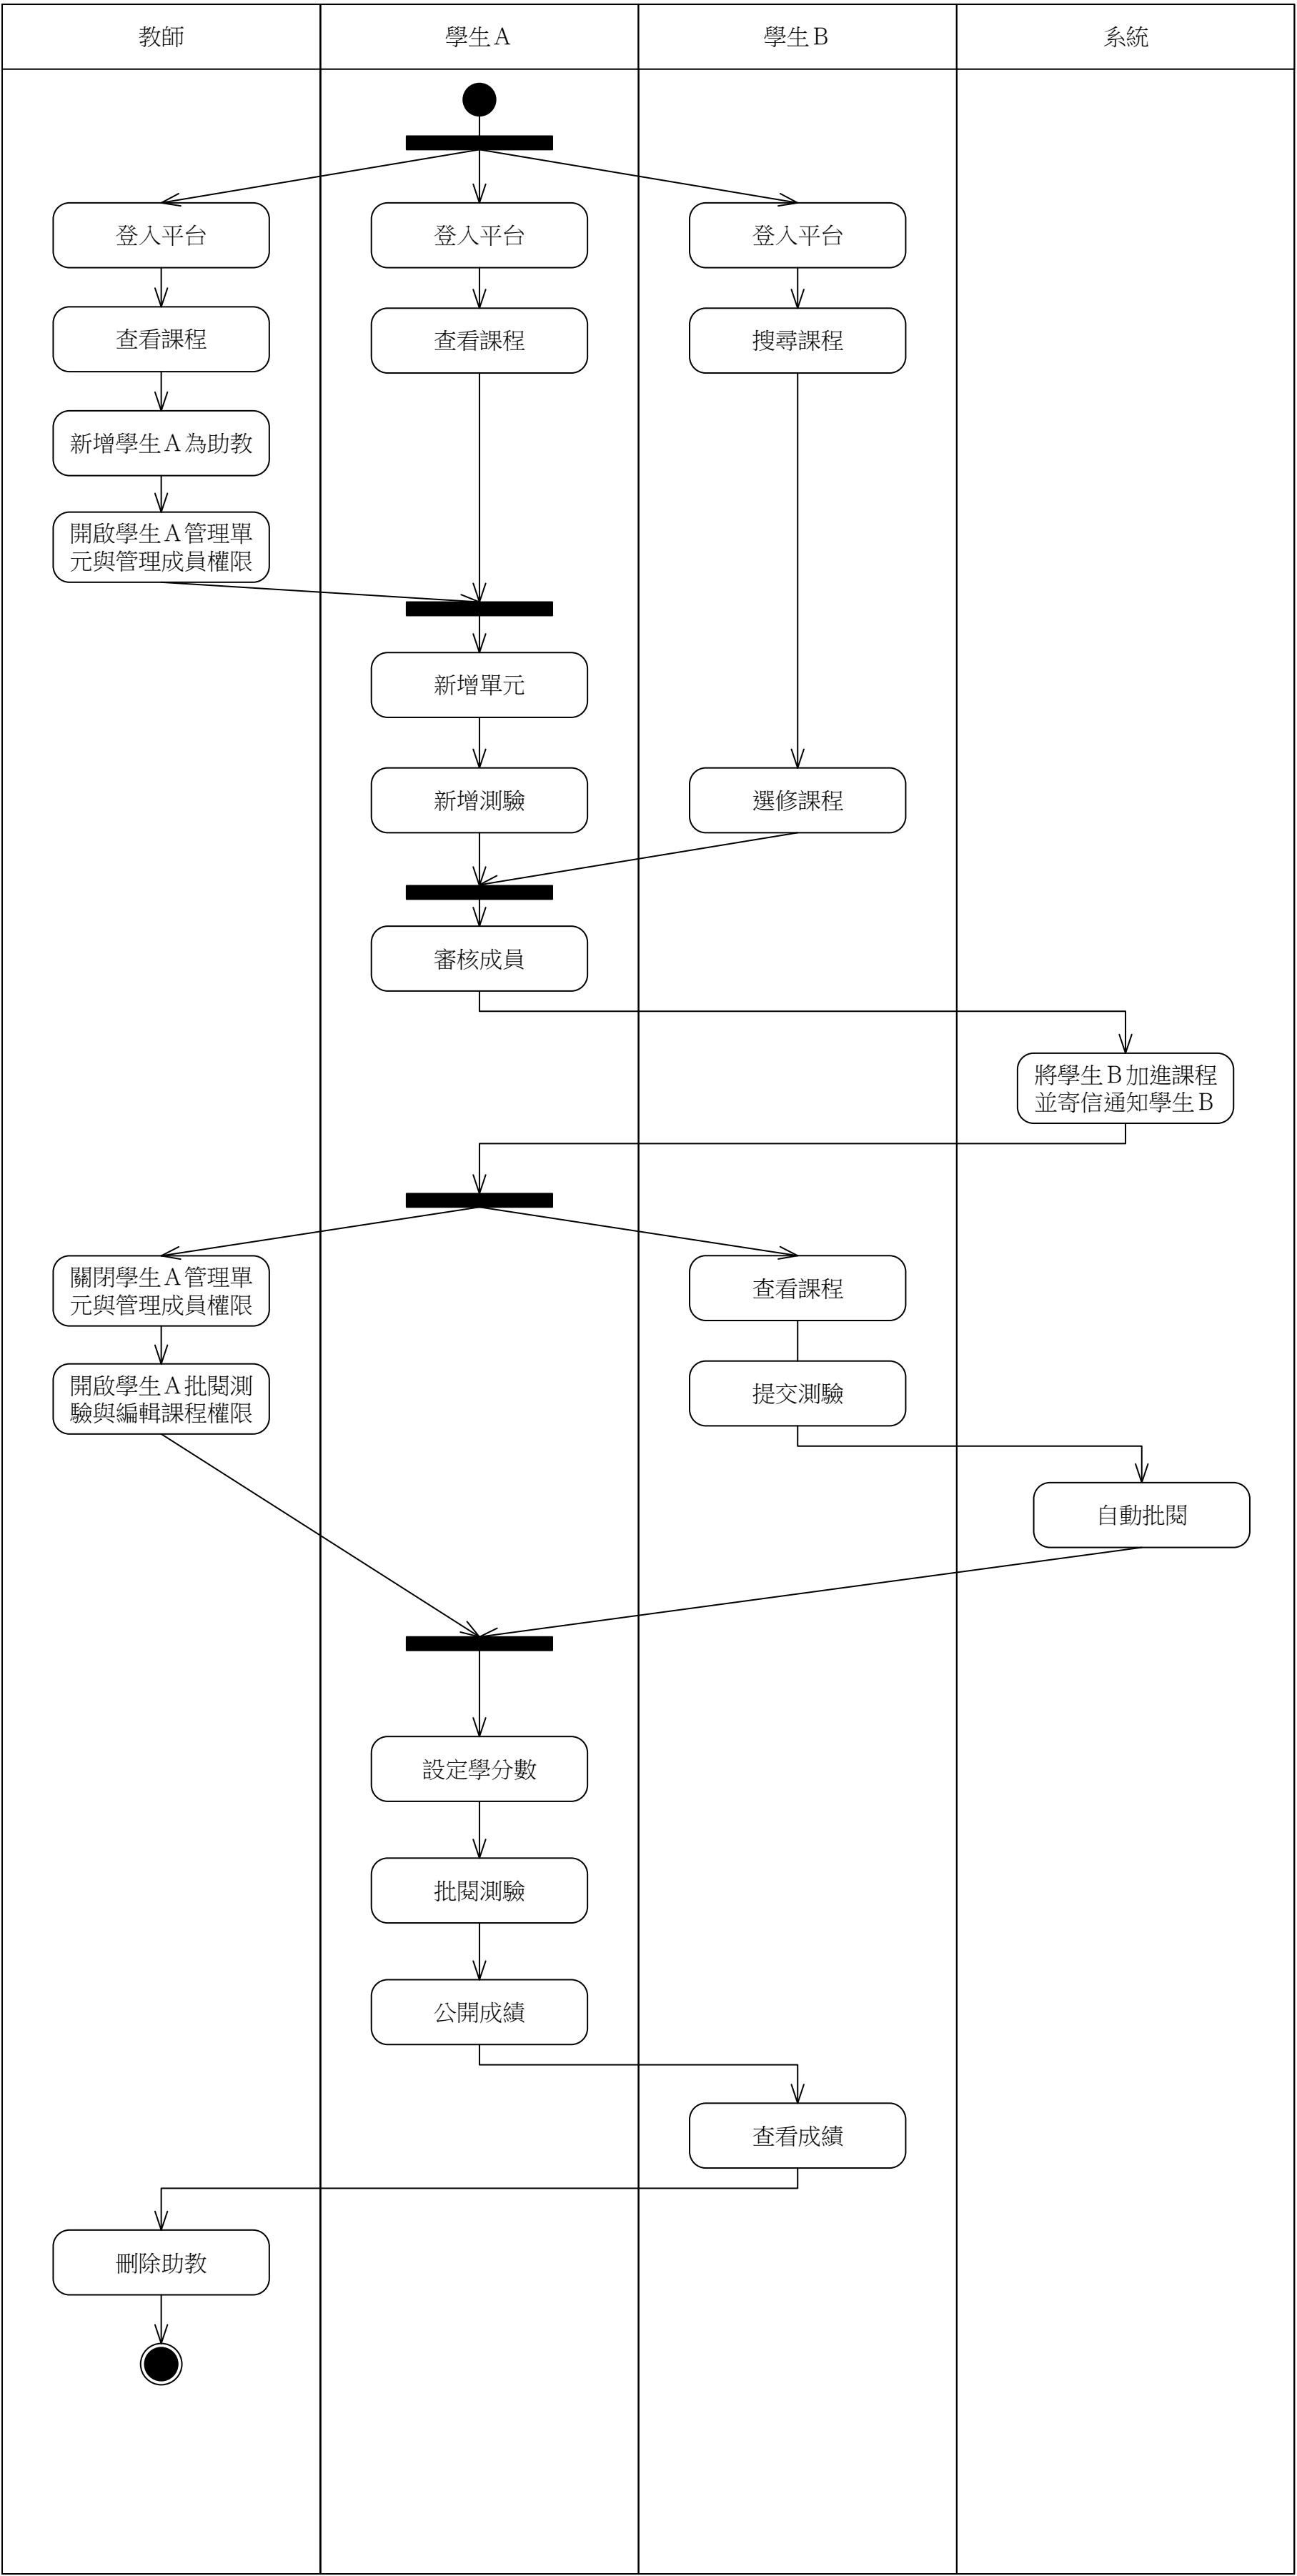 教師
學生A
學生B
系統
登入平台
登入平台
登入平台
查看課程
查看課程
搜尋課程
新增學生A為助教
開啟學生A管理單
元與管理成員權限
新增單元
新增測驗
選修課程
審核成員
將學生B加進課程
並寄信通知學生B
關閉學生A管理單
元與管理成員權限
查看課程
開啟學生A批閱測
驗與編輯課程權限
提交測驗
自動批閱
設定學分數
批閱測驗
公開成績
查看成績
刪除助教